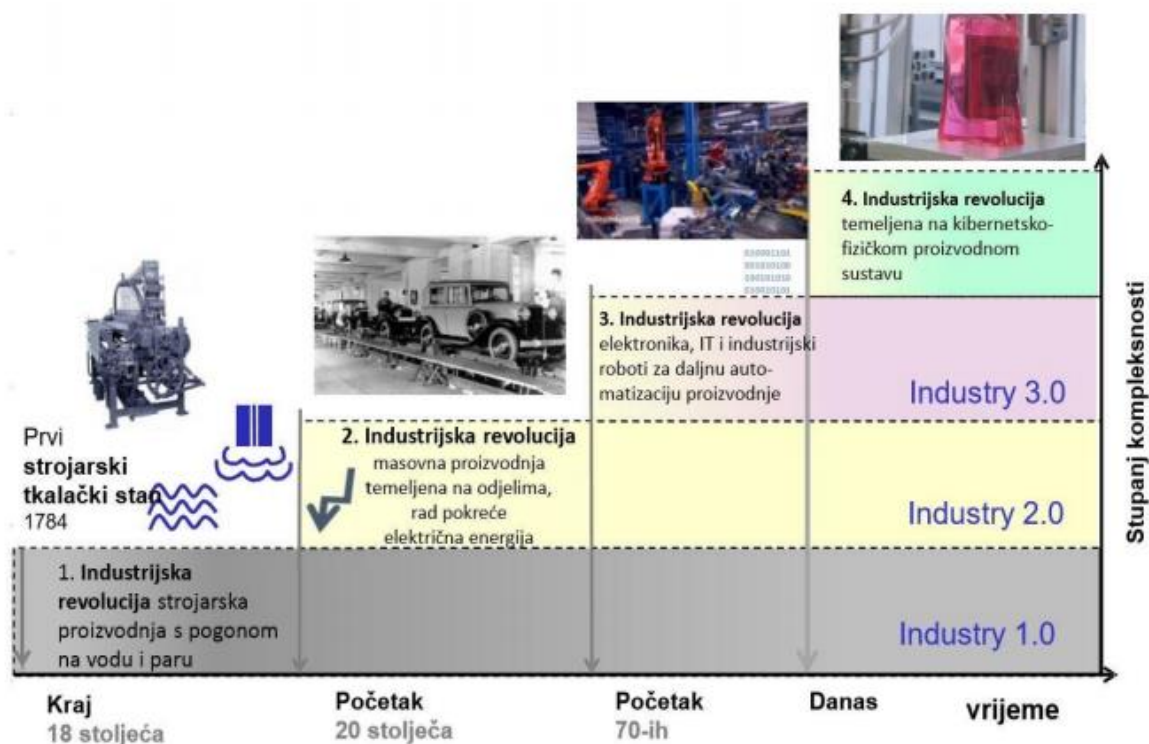 4. Industrijska revolucija
temeljena na kibernetsko-
fizičkom proizvodnom
sustavu
3. Industrijska revolucija
elektronika, IT i industrijski
roboti za daljnu auto-
matizaciju proizvodnje
Industry 3.0
Prvi
strojarski
tkalački stan
1784
2. Industrijska revolucija
masovna proizvodnja
temeljena na odjelima,
rad pokreće
električna energija
Industry 2.0
1. Industrijska
revolucija strojarska
proizvodnja s pogonom
na vodu i paru
Industry 1.0
Stupanj kompleksnosti
Kraj
18 stoljeća
Početak
20 stolječa
Početak
70-ih
Danas
vrijeme